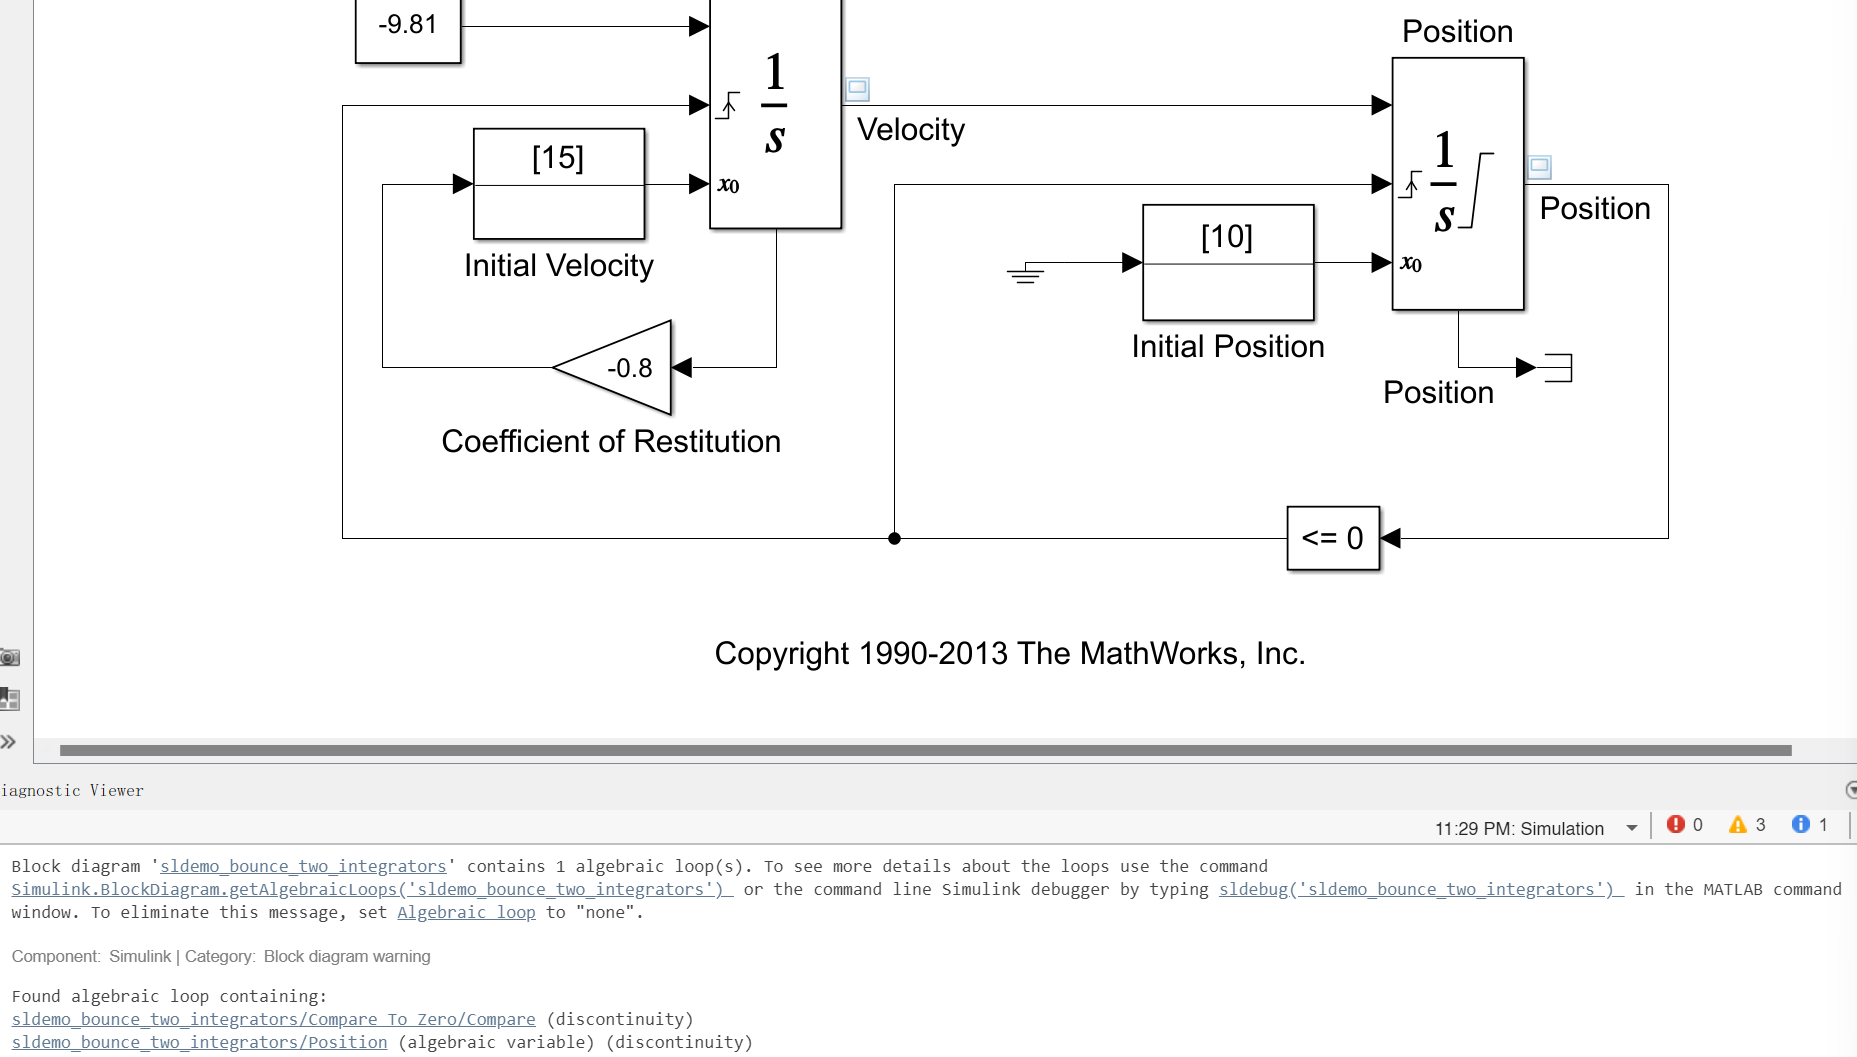 -9.81
Position
1
s
[15]
Velocity
1
s
x0
[10]
Position
Initial Velocity
x0
-0.8
Initial Position
Position
Coefficient of Restitution
<= 0
Copyright 1990-2013 The MathWorks, Inc.
iagnostic Viewer
11:29 PM: Simulation 0 3 1
Block diagram 'sldemo_bounce_two_integrators' contains 1 algebraic loop(s). To see more details about the loops use the command
Simulink.BlockDiagram.getAlgebraicLoops('sldemo_bounce_two_integrators') or the command line Simulink debugger by typing sldebug('sldemo_bounce_two_integrators') in the MATLAB command
window. To eliminate this message, set Algebraic loop to "none".
Component: Simulink | Category: Block diagram warning
Found algebraic loop containing:
sldemo_bounce_two_integrators/Compare To Zero/Compare (discontinuity)
sldemo_bounce_two_integrators/Position (algebraic variable) (discontinuity)